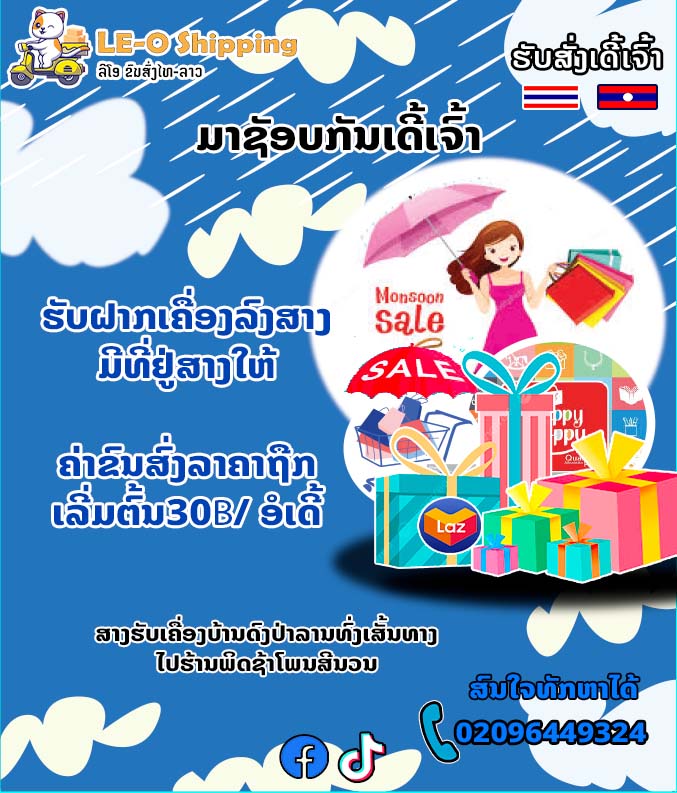 LE-O Shipping
ລີໂອ ຂົນສົ່ງໄທ-ລາວ
ຮັບສັ່ງເດີ້ເຈົ້າ
ມາຊ໊ອບກັນເດີ້ເຈົ້າ
Monsoon
sale
ຮັບຝາກເຄື່ອງລົງສາງ
ມີທີ່ຢູ່ສາງໃຫ້
SALE
ຄ່າຂົນສົ່ງລາຄາຖືກ
ເລີ່ມຕົ້ນ30B/ ອໍເດີ້
Laz
ສາງຮັບເຄື່ອງບ້ານດົງປ່າລານທົ່ງເສັ້ນທາງ
ໄປຮ້ານພິດຊ້າໂພນສີນວນ
ສົນໃຈທັກຫາໄດ້
02096449324